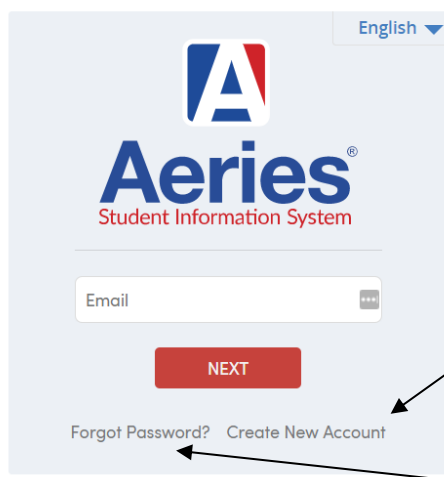 English
Aeries®
Student Information System
Email
NEXT
Forgot Password? Create New Account